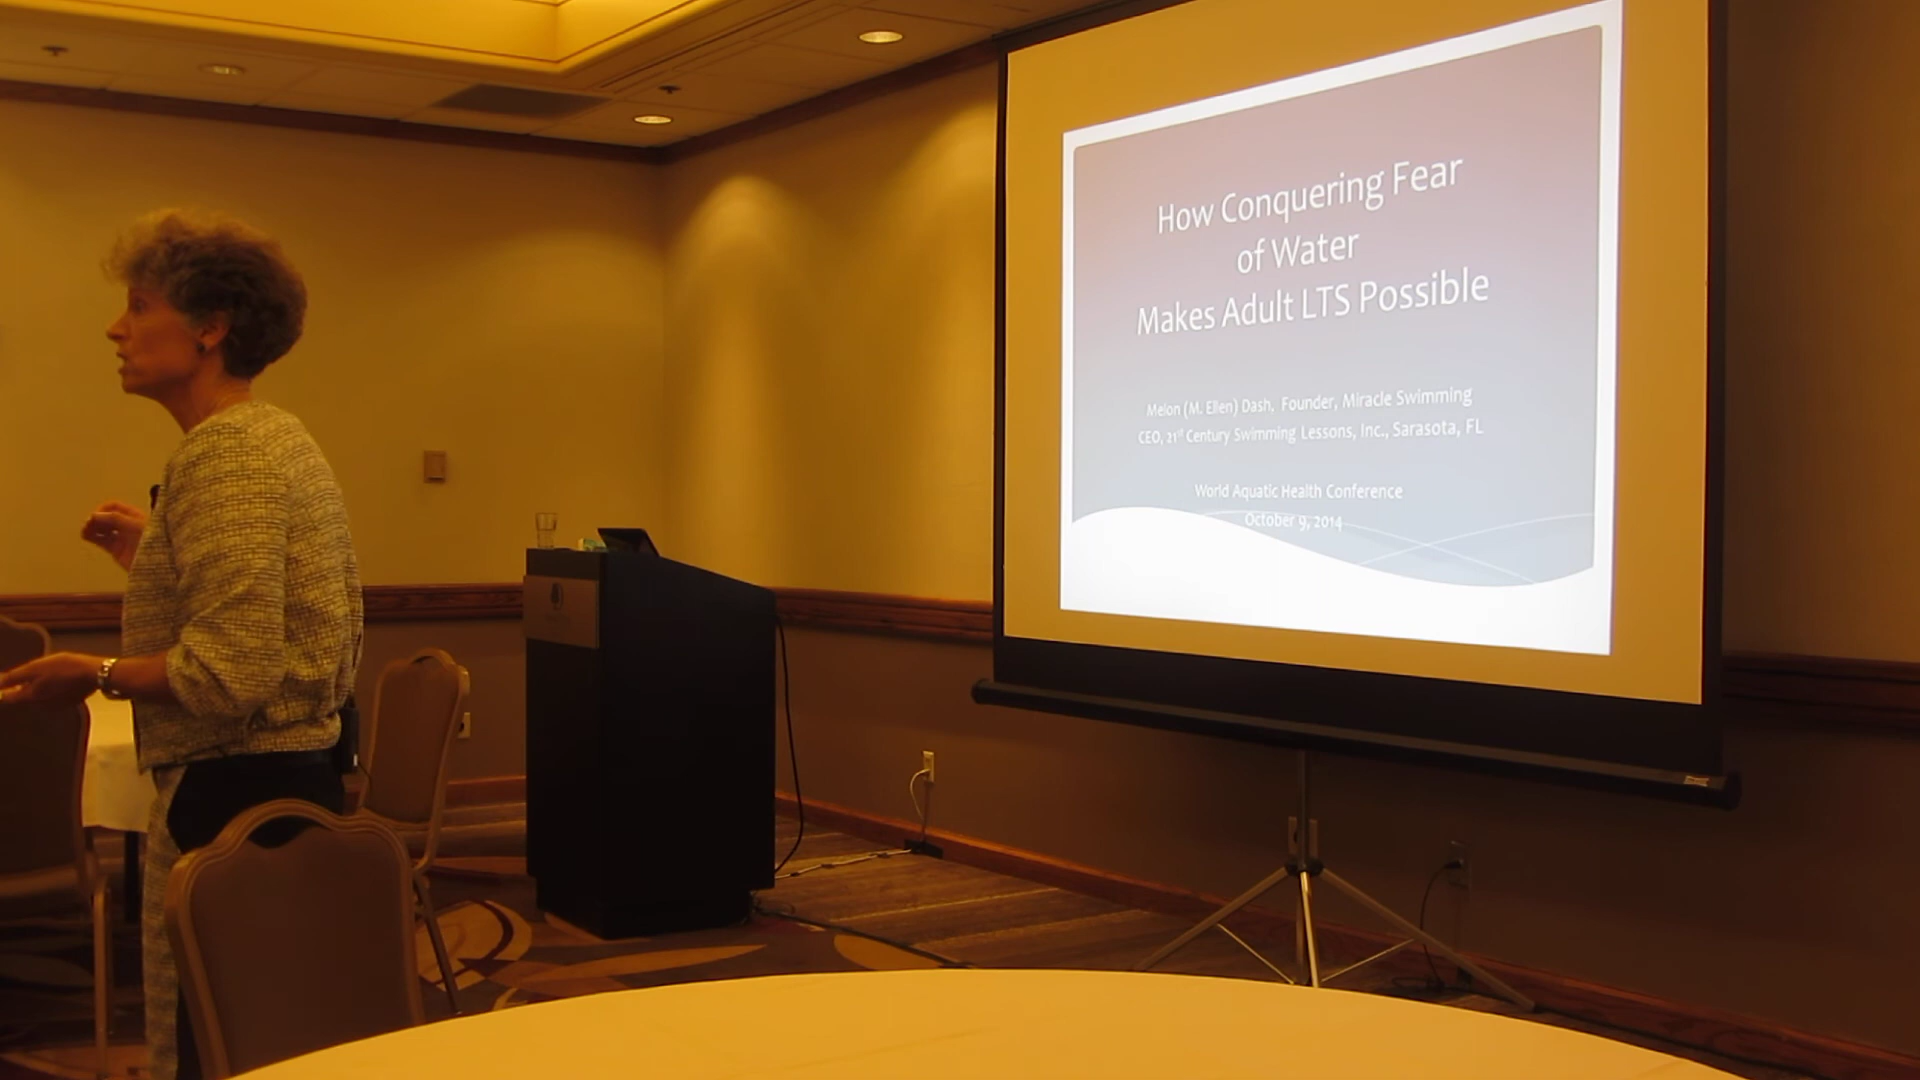 How Conquering Fear
of Water
Makes Adult LTS Possible
Melon (M. Ellen) Dash, Founder, Miracle Swimming
CEO, 21st Century Swimming Lessons, Inc., Sarasota, FL
World Aquatic Health Conference
October 9, 2014